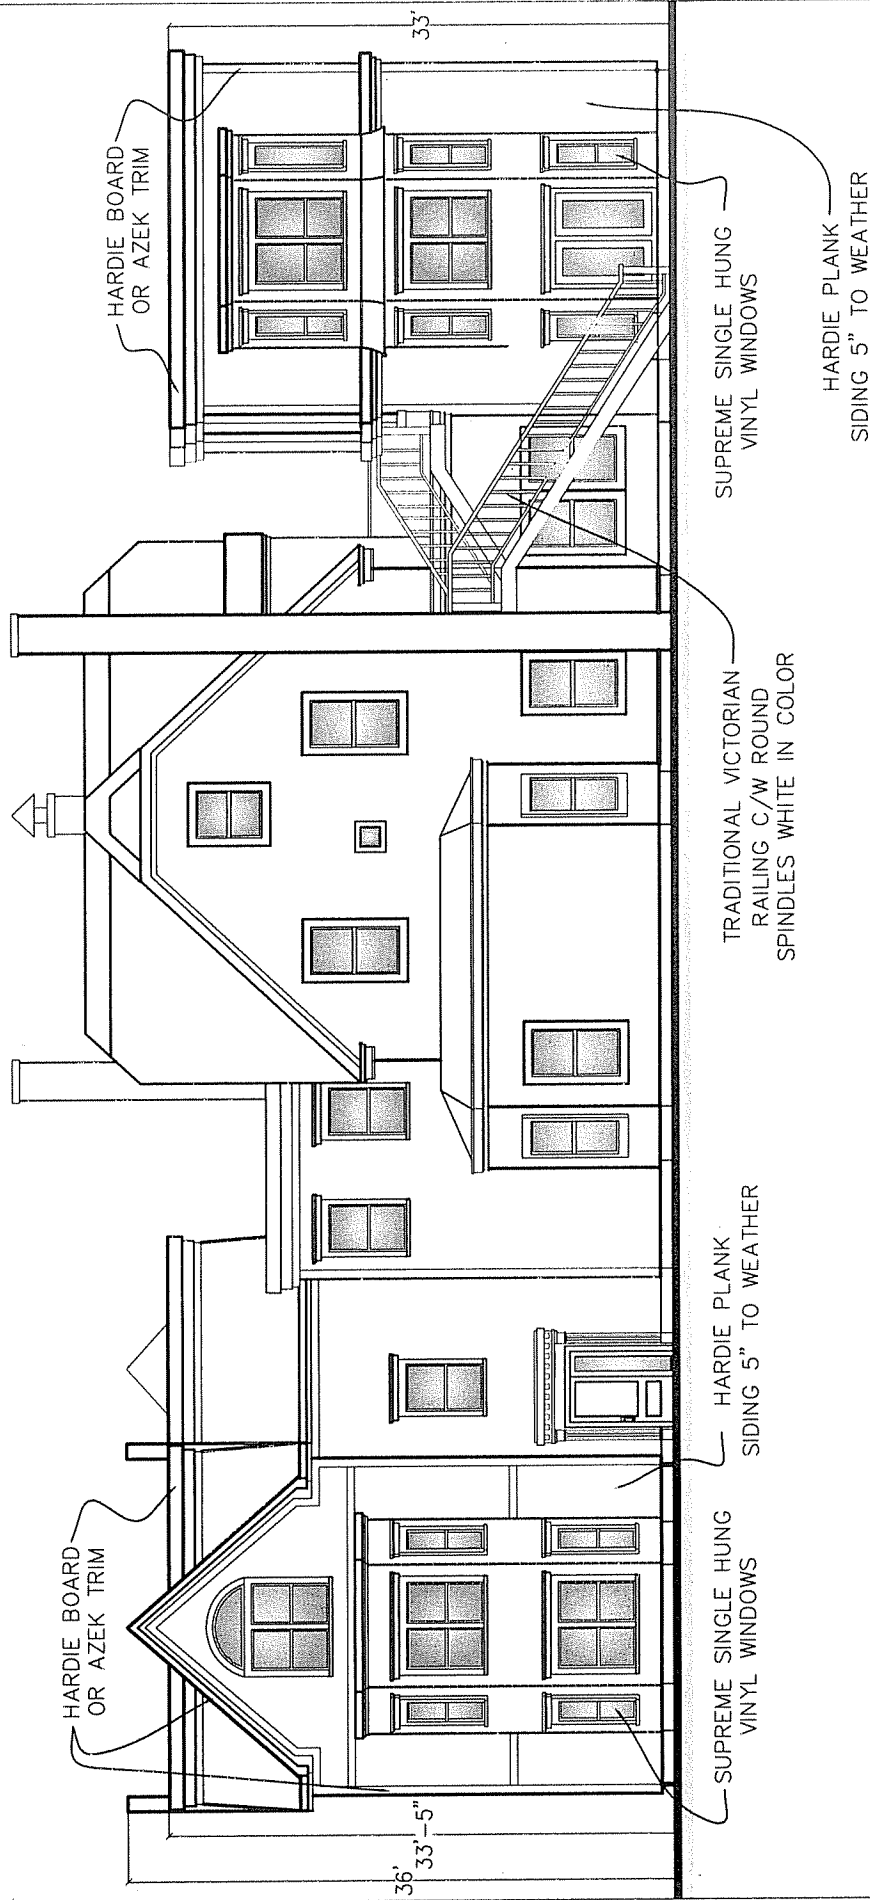 HARDIE BOARD
OR AZEK TRIM
36'
33'-5"
SUPREME SINGLE HUNG
VINYL WINDOWS
HARDIE PLANK
SIDING 5" TO WEATHER
TRADITIONAL VICTORIAN
RAILING C/W ROUND
SPINDLES WHITE IN COLOR
HARDIE BOARD
OR AZEK TRIM
33'
SUPREME SINGLE HUNG
VINYL WINDOWS
HARDIE PLANK
SIDING 5" TO WEATHER